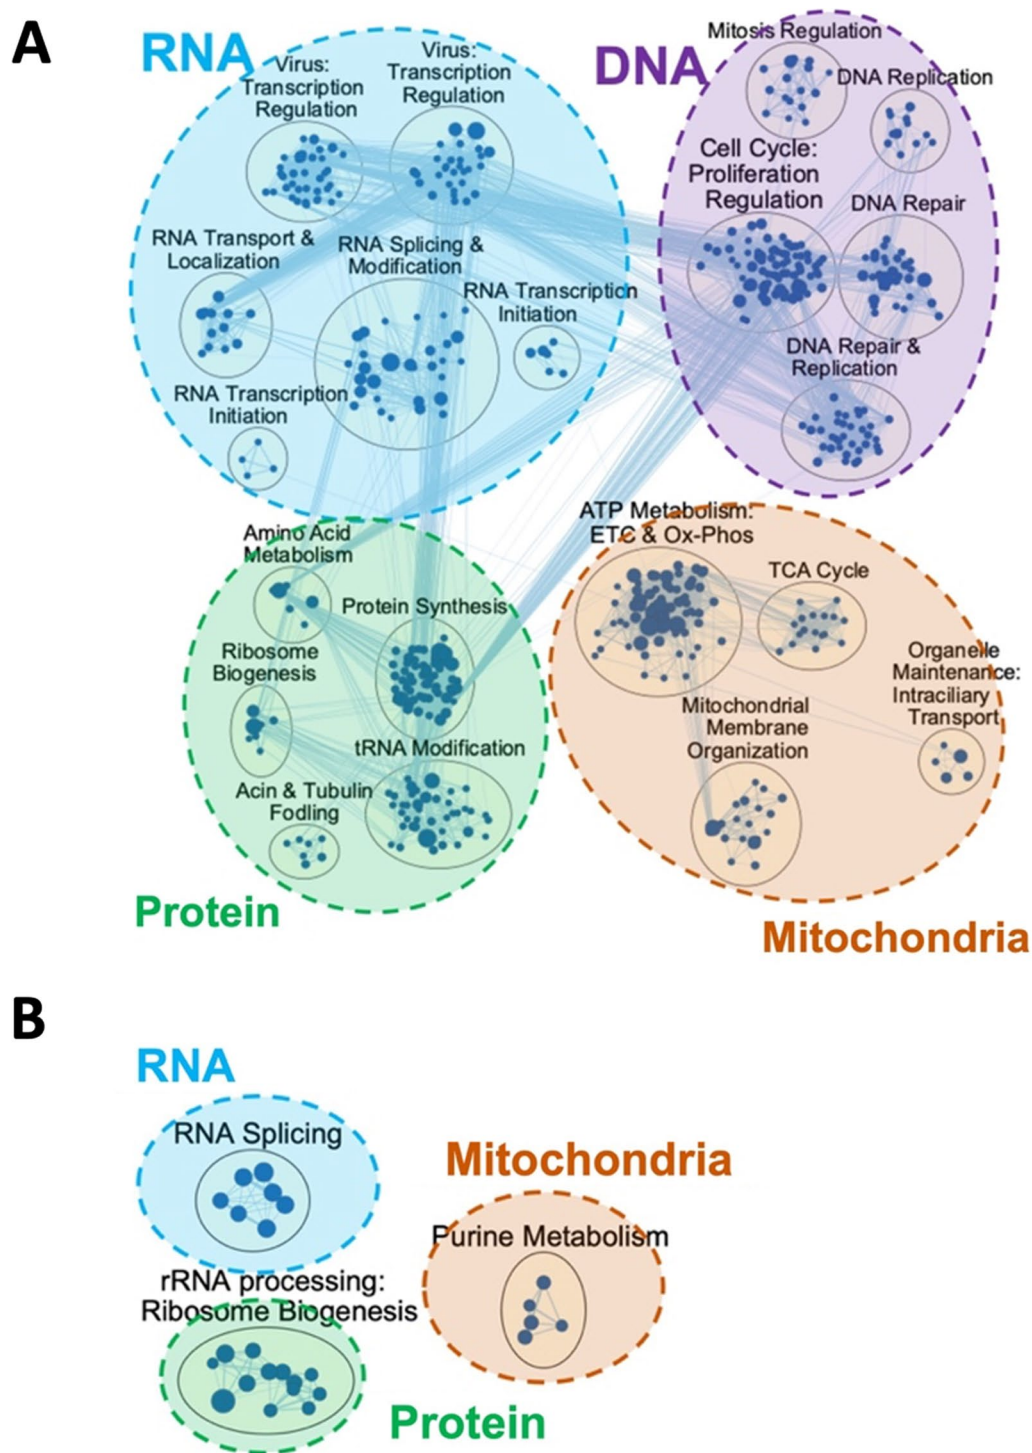 A
RNA
Virus:
Transcription
Regulation
Virus:
Transcription
Regulation
RNA Transport &
Localization
RNA Splicing &
Modification
RNA Transcription
Initiation
RNA Transcription
Initiation
DNA
Mitosis Regulation
DNA Replication
Cell Cycle:
Proliferation
Regulation
DNA Repair
DNA Repair &
Replication
Amino Acid
Metabolism
Protein Synthesis
Ribosome
Biogenesis
tRNA Modification
Acin & Tubulin
Fodling
Protein
ATP Metabolism:
ETC & Ox-Phos
TCA Cycle
Organelle
Maintenance:
Intraciliary
Transport
Mitochondrial
Membrane
Organization
Mitochondria
B
RNA
RNA Splicing
Mitochondria
Purine Metabolism
rRNA processing:
Ribosome Biogenesis
Protein